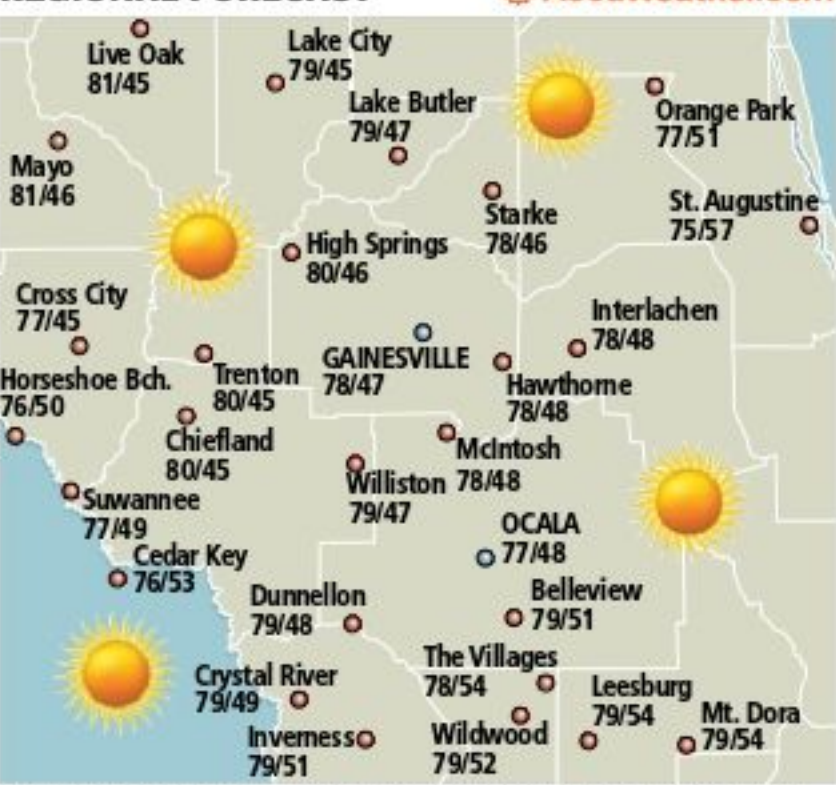 REGIONAL FORECAST
AccuWeather.com
Live Oak
81/45
Lake City
79/45
Lake Butler
79/47
Orange Park
77/51
Mayo
81/46
Starke
78/46
St. Augustine
75/57
High Springs
80/46
Cross City
77/45
Interlachen
78/48
GAINESVILLE
78/47
Trenton
80/45
Horseshoe Bch.
76/50
Hawthorne
78/48
Chiefland
80/45
McIntosh
78/48
Williston
79/47
Suwannee
77/49
OCALA
77/48
Cedar Key
76/53
Dunnellon
79/48
Belleview
79/51
The Villages
78/54
Crystal River
79/49
Leesburg
79/54
Mt. Dora
79/54
Inverness
79/51
Wildwood
79/52